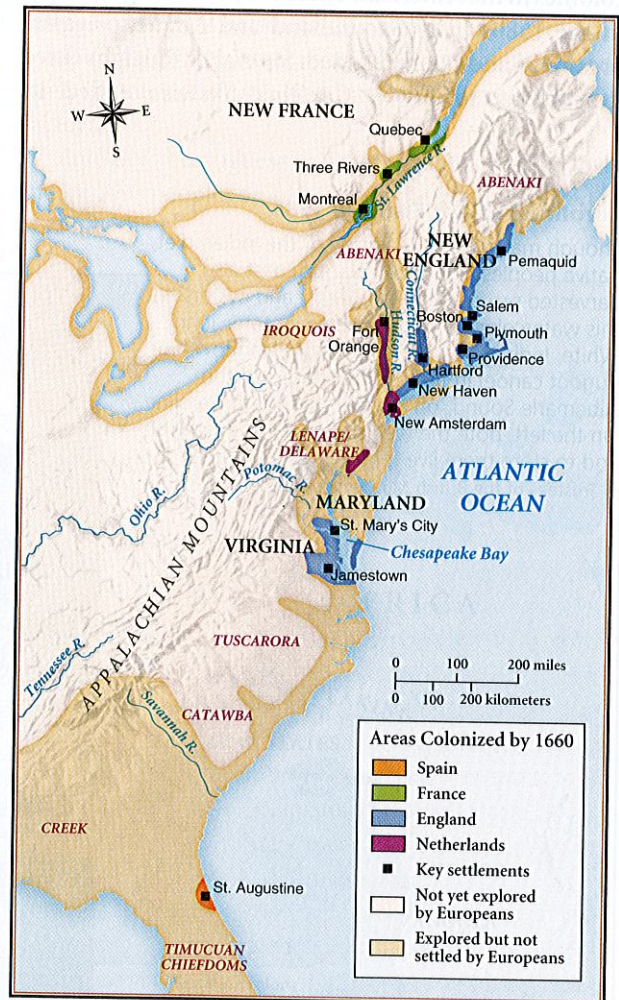 N
W
E
S
NEW FRANCE
Quebec
Three Rivers
St. Lawrence R.
Montreal
ABENAKI
ABENAKI
NEW
ENGLAND
Pemaquid
Connecticut R.
Salem
Boston
Plymouth
IROQUOIS
Fort
Orange
Hudson R.
Providence
Hartford
New Haven
New Amsterdam
LENAPE/
DELAWARE
ATLANTIC
OCEAN
Ohio R.
APPALACHIAN MOUNTAINS
Potomac R.
MARYLAND
St. Mary's City
VIRGINIA
Chesapeake Bay
Jamestown
TUSCARORA
Tennessee R.
0 100 200 miles
0 100 200 kilometers
CATAWBA
Savannah R.
CREEK
St. Augustine
TIMUCUAN
CHIEFDOMS
Areas Colonized by 1660
Spain
France
England
Netherlands
Key settlements
Not yet explored
by Europeans
Explored but not
settled by Europeans